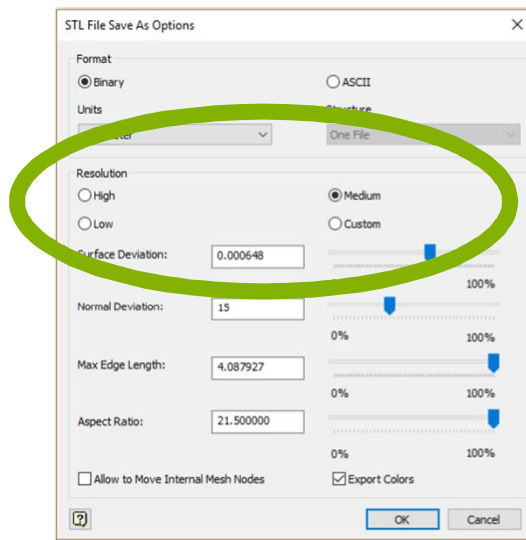 STL File Save As Options
Format
Binary ASCII
Units Structure
One File
Resolution
High Medium
Low Custom
Surface Deviation: 0.000648
100%
Normal Deviation: 15
0% 100%
Max Edge Length: 4.087927
0% 100%
Aspect Ratio: 21.500000
0% 100%
Allow to Move Internal Mesh Nodes Export Colors
OK Cancel